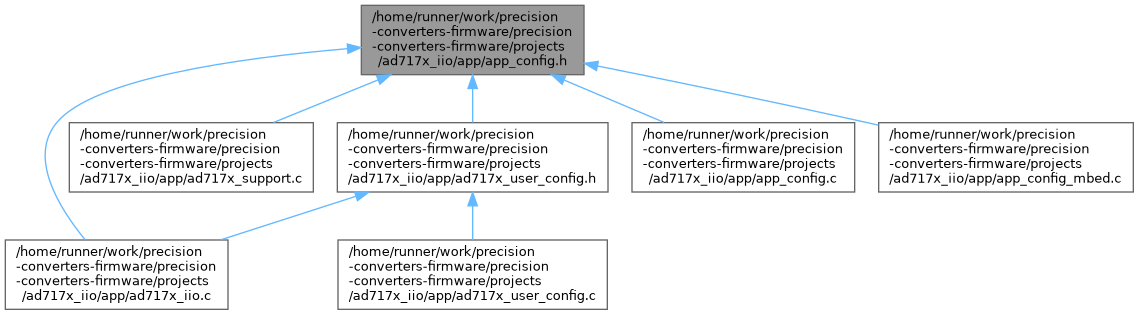 /home/runner/work/precision
-converters-firmware/precision
-converters-firmware/projects
/ad717x_iio/app/app_config.h
/home/runner/work/precision
-converters-firmware/precision
-converters-firmware/projects
/ad717x_iio/app/ad717x_support.c
/home/runner/work/precision
-converters-firmware/precision
-converters-firmware/projects
/ad717x_iio/app/ad717x_user_config.h
/home/runner/work/precision
-converters-firmware/precision
-converters-firmware/projects
/ad717x_iio/app/app_config.c
/home/runner/work/precision
-converters-firmware/precision
-converters-firmware/projects
/ad717x_iio/app/app_config_mbed.c
/home/runner/work/precision
-converters-firmware/precision
-converters-firmware/projects
/ad717x_iio/app/ad717x_iio.c
/home/runner/work/precision
-converters-firmware/precision
-converters-firmware/projects
/ad717x_iio/app/ad717x_user_config.c